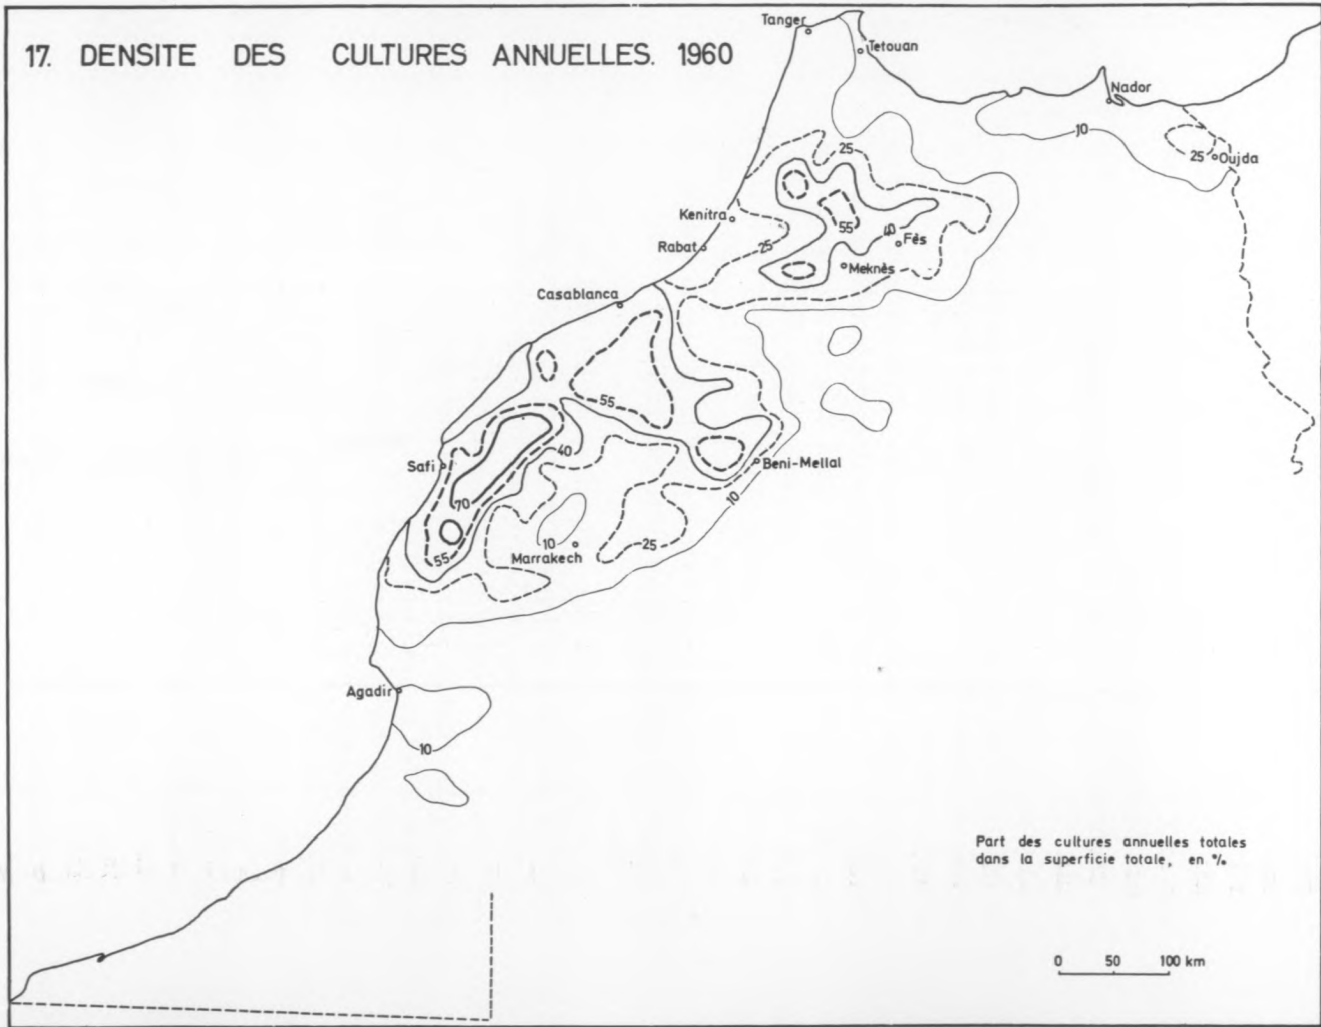 17. DENSITE DES CULTURES ANNUELLES. 1960
Tanger
Tetouan
Nador
10
25
Oujda
25
Kenitra
55
40
Fès
25
Rabat
Meknès
Casablanca
55
40
Safi
Beni-Mellal
70
10
10
25
Marrakech
55
Agadir
10
Part des cultures annuelles totales
dans la superficie totale, en %
0 50 100 km